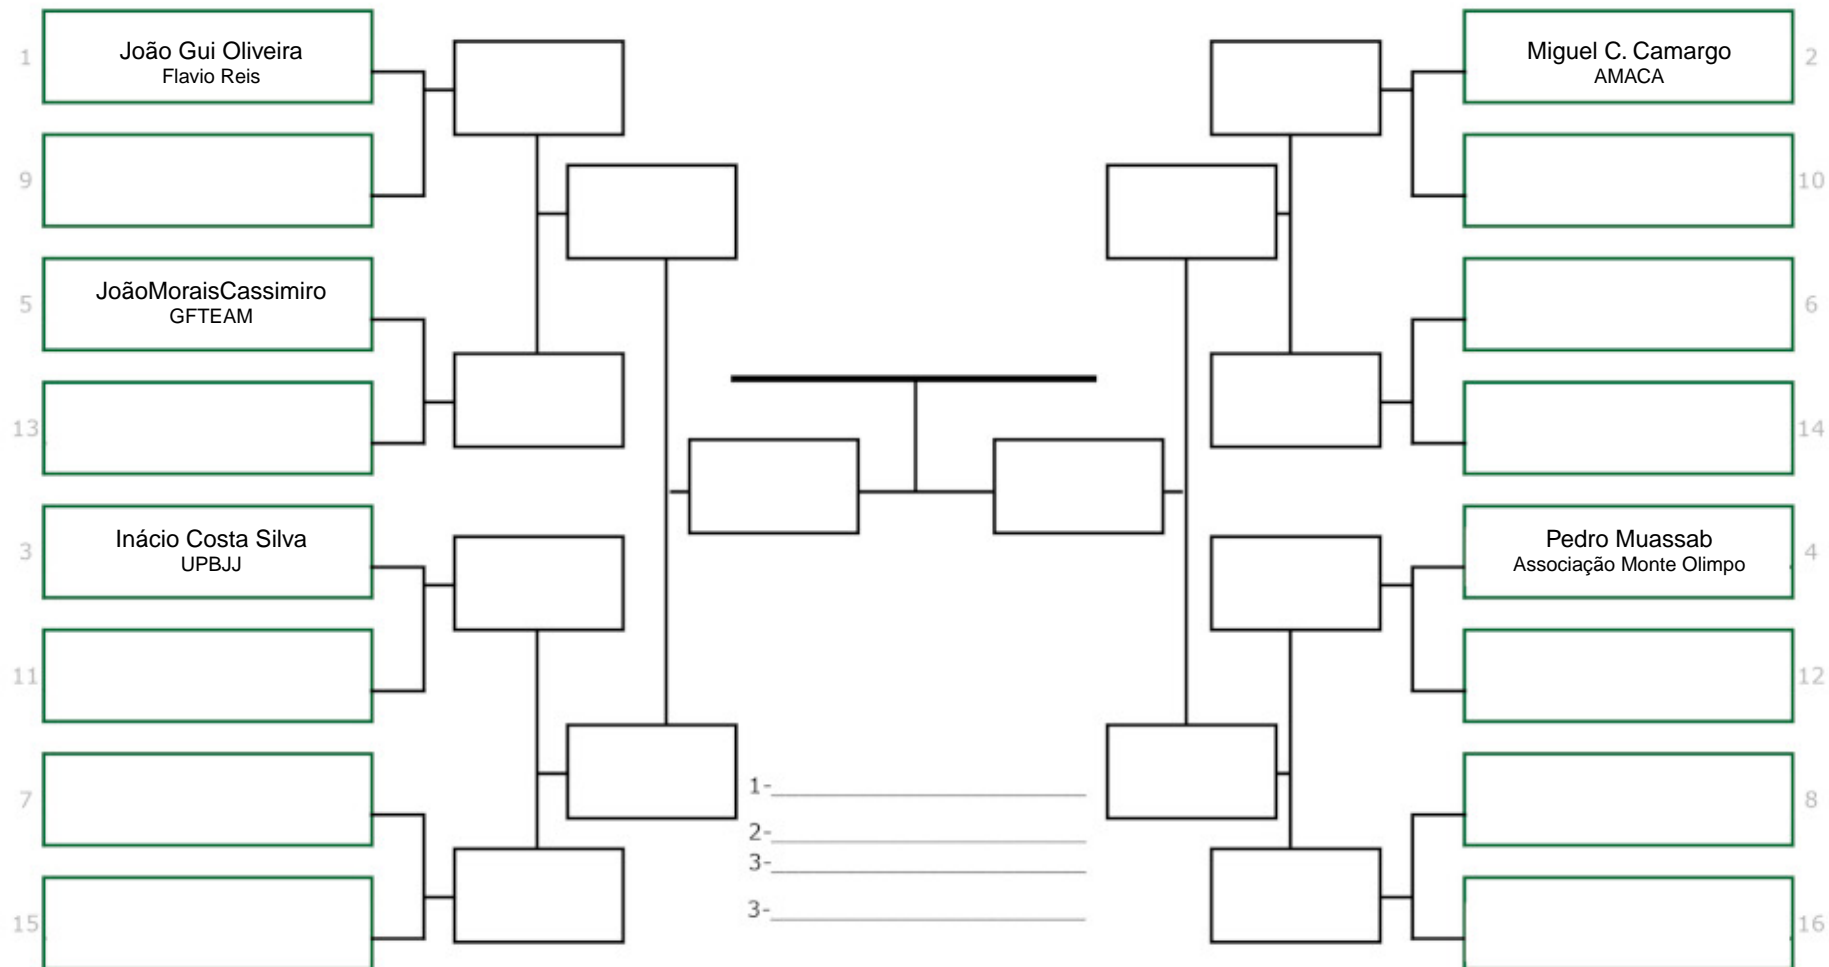 1
João Gui Oliveira
Flavio Reis
9
5
JoãoMoraisCassimiro
GFTEAM
13
3
Inácio Costa Silva
UPBJJ
11
7
15
1-
2-
3-
3-
Miguel C. Camargo
AMACA
2
10
6
14
Pedro Muassab
Associação Monte Olimpo
4
12
8
16